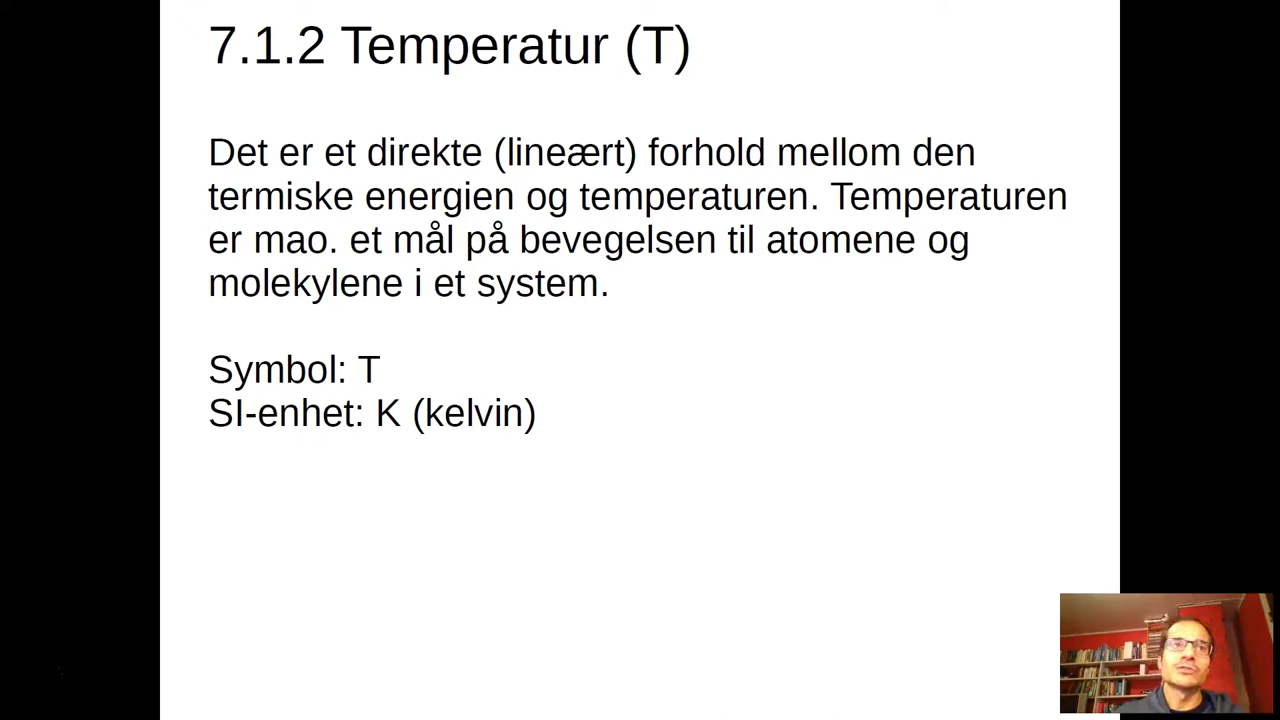 7.1.2 Temperatur (T)
Det er et direkte (lineært) forhold mellom den
termiske energien og temperaturen. Temperaturen
er mao. et mål på bevegelsen til atomene og
molekylene i et system.
Symbol: T
SI-enhet: K (kelvin)